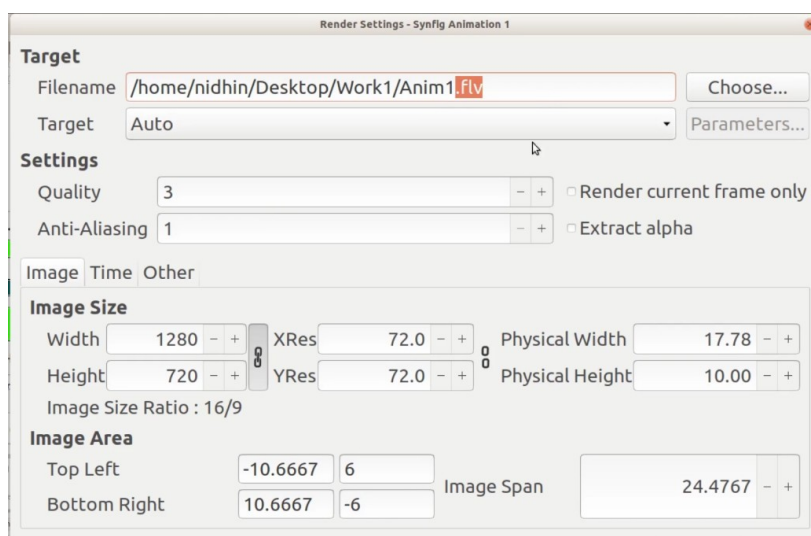 Render Settings - Synfig Animation 1
Target
Filename /home/nidhin/Desktop/Work1/Anim1.flv Choose...
Target Auto Parameters...
Settings
Quality 3 - + Render current frame only
Anti-Aliasing 1 - + Extract alpha
Image Time Other
Image Size
Width 1280 - + XRes 72.0 - + Physical Width 17.78 - +
Height 720 - + YRes 72.0 - + Physical Height 10.00 - +
Image Size Ratio : 16/9
Image Area
Top Left -10.6667 6
Image Span 24.4767 - +
Bottom Right 10.6667 -6